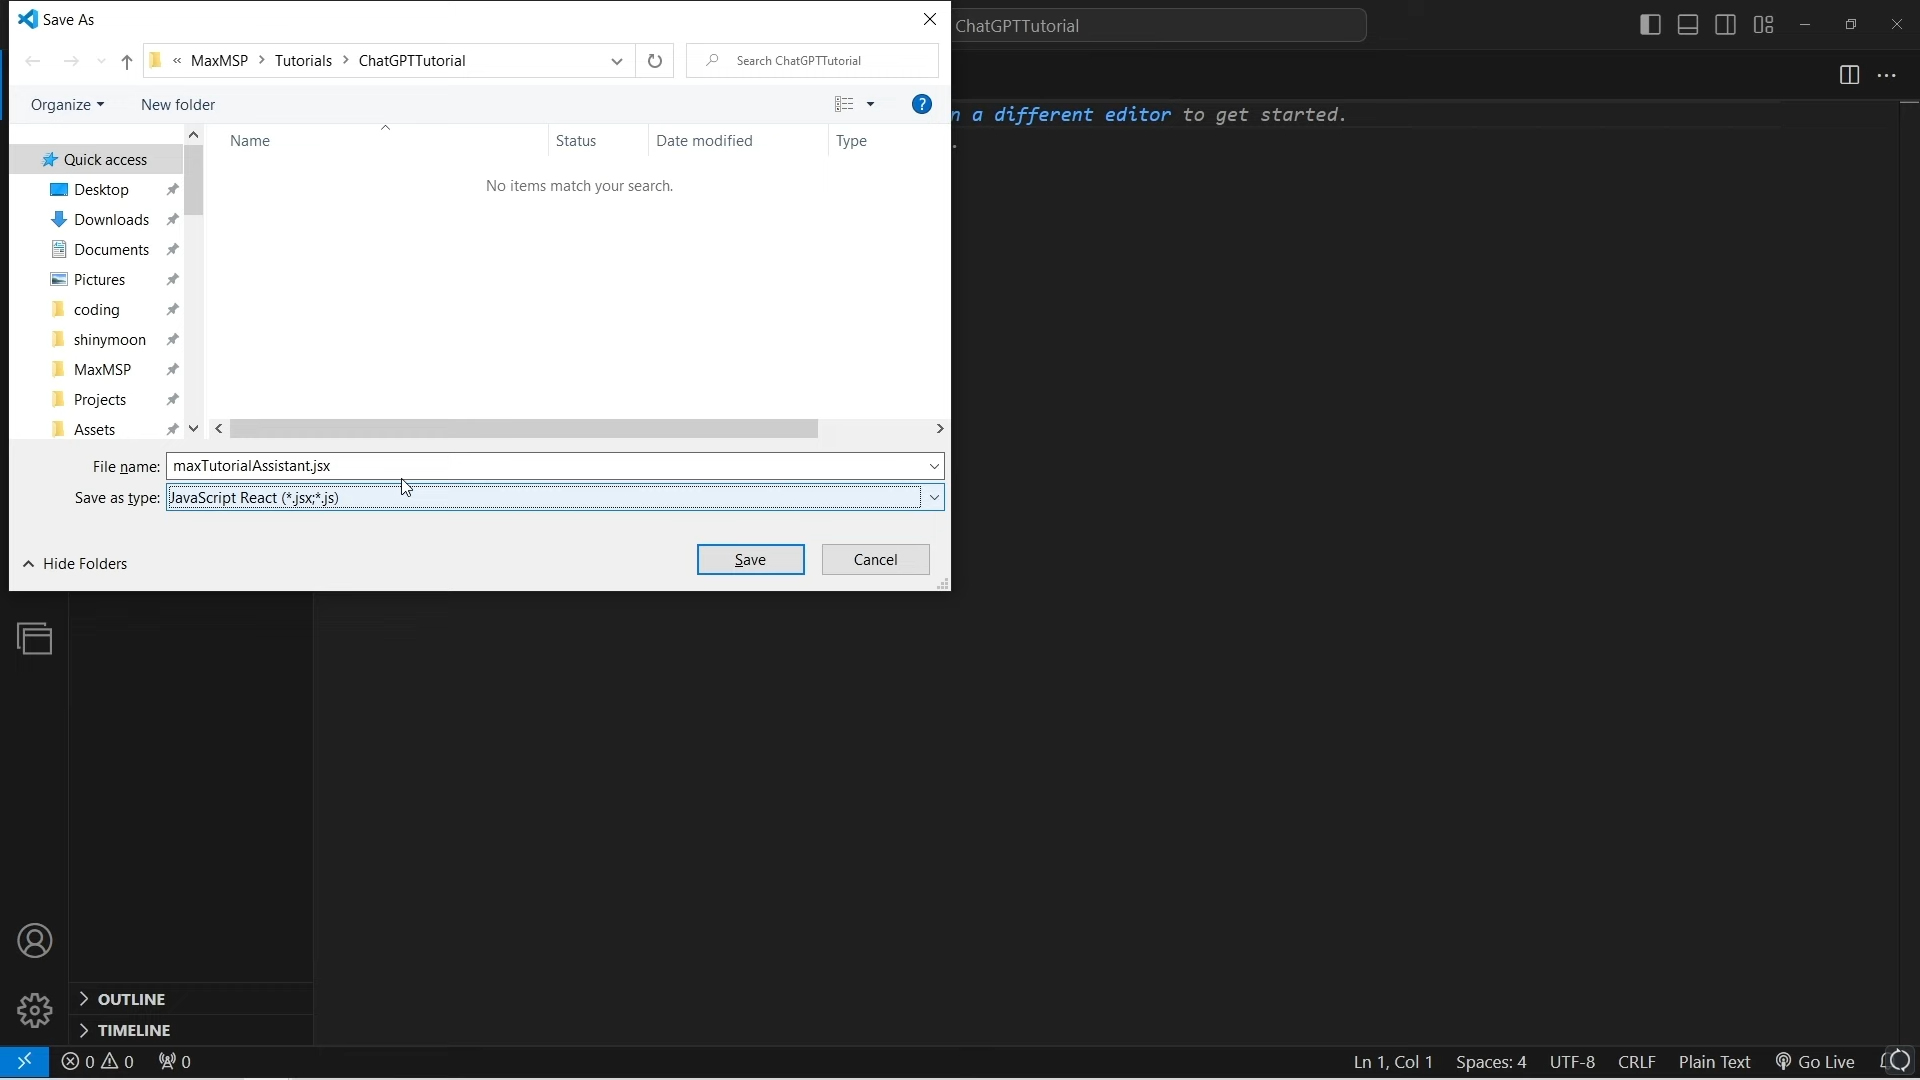 Save As
ChatGPTTutorial
« MaxMSP > Tutorials > ChatGPTTutorial
Search ChatGPTTutorial
Organize
New folder
?
a different editor to get started.
Name
Status
Date modified
Type
.
Quick access
No items match your search.
Desktop
Downloads
Documents
Pictures
coding
shinymoon
MaxMSP
Projects
Assets
File name: maxTutorialAssistant.jsx
Save as type: JavaScript React (*.jsx;*.js)
Hide Folders
Save
Cancel
OUTLINE
TIMELINE
0 0 0
Ln 1, Col 1
Spaces: 4
UTF-8
CRLF
Plain Text
Go Live